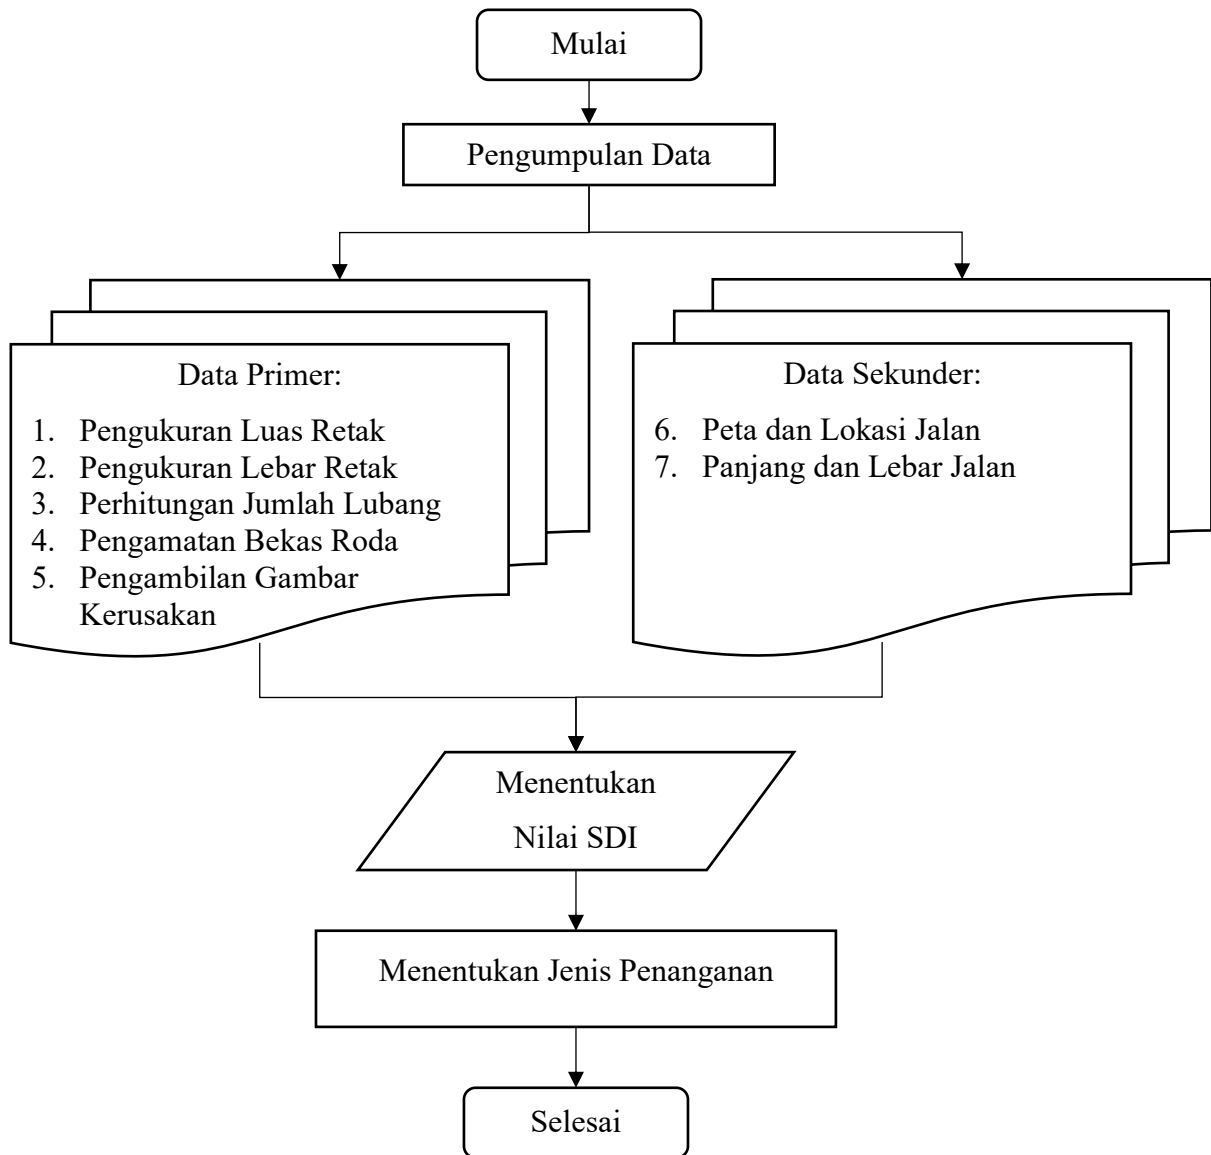 Mulai
Pengumpulan Data
Data Primer:
1. Pengukuran Luas Retak
2. Pengukuran Lebar Retak
3. Perhitungan Jumlah Lubang
4. Pengamatan Bekas Roda
5. Pengambilan Gambar
Kerusakan
Data Sekunder:
6. Peta dan Lokasi Jalan
7. Panjang dan Lebar Jalan
Menentukan
Nilai SDI
Menentukan Jenis Penanganan
Selesai